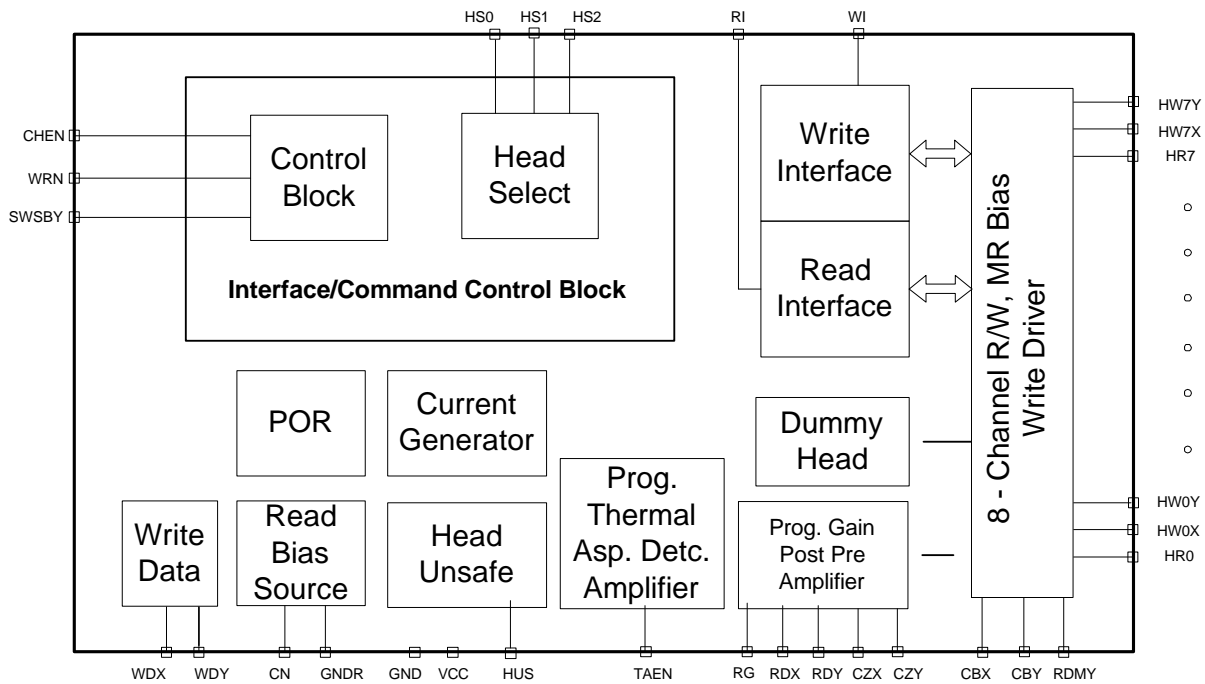 HS0
HS1
HS2
RI
WI
CHEN
WRN
SWSBY
Control
Block
Head
Select
Interface/Command Control Block
Write
Interface
Read
Interface
8 - Channel R/W, MR Bias
Write Driver
HW7Y
HW7X
HR7
POR
Current
Generator
Dummy
Head
Write
Data
Read
Bias
Source
Head
Unsafe
Prog.
Thermal
Asp. Detc.
Amplifier
Prog. Gain
Post Pre
Amplifier
HW0Y
HW0X
HR0
WDX
WDY
CN
GNDR
GND
VCC
HUS
TAEN
RG
RDX
RDY
CZX
CZY
CBX
CBY
RDMY